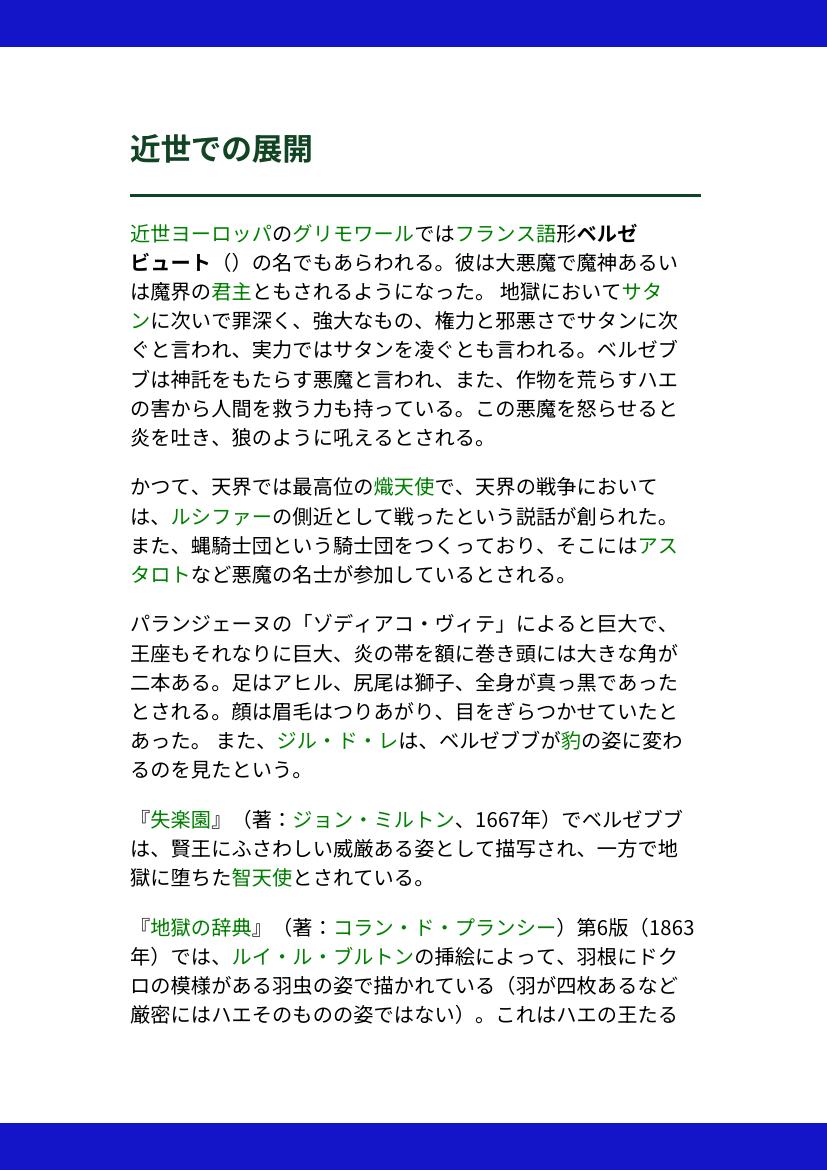 近世での展開
近世ヨーロッパのグリモワールではフランス語形ベルゼ
ビュート（）の名でもあらわれる。彼は大悪魔で魔神あるい
は魔界の君主ともされるようになった。 地獄においてサタ
ンに次いで罪深く、強大なもの、権力と邪悪さでサタンに次
ぐと言われ、実力ではサタンを凌ぐとも言われる。ベルゼブ
ブは神託をもたらす悪魔と言われ、また、作物を荒らすハエ
の害から人間を救う力も持っている。この悪魔を怒らせると
炎を吐き、狼のように吼えるとされる。
かつて、天界では最高位の熾天使で、天界の戦争において
は、ルシファーの側近として戦ったという説話が創られた。
また、蝿騎士団という騎士団をつくっており、そこにはアス
タロトなど悪魔の名士が参加しているとされる。
パランジェーヌの「ゾディアコ・ヴィテ」によると巨大で、
王座もそれなりに巨大、炎の帯を額に巻き頭には大きな角が
二本ある。足はアヒル、尻尾は獅子、全身が真っ黒であった
とされる。顔は眉毛はつりあがり、目をぎらつかせていたと
あった。 また、ジル・ド・レは、ベルゼブブが豹の姿に変わ
るのを見たという。
『失楽園』（著：ジョン・ミルトン、1667年）でベルゼブブ
は、賢王にふさわしい威厳ある姿として描写され、一方で地
獄に堕ちた智天使とされている。
『地獄の辞典』（著：コラン・ド・プランシー）第6版（1863
年）では、ルイ・ル・ブルトンの挿絵によって、羽根にドク
ロの模様がある羽虫の姿で描かれている（羽が四枚あるなど
厳密にはハエそのものの姿ではない）。これはハエの王たる